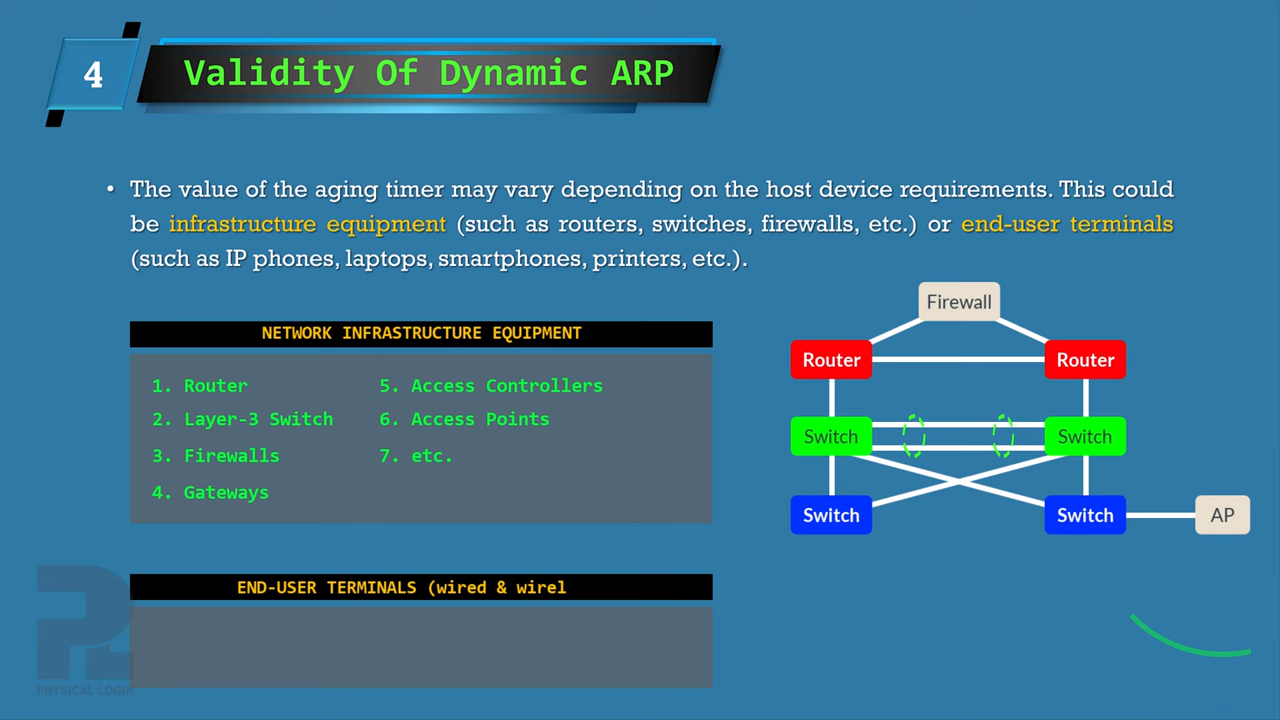 4
Validity Of Dynamic ARP
• The value of the aging timer may vary depending on the host device requirements. This could
be infrastructure equipment (such as routers, switches, firewalls, etc.) or end-user terminals
(such as IP phones, laptops, smartphones, printers, etc.).
NETWORK INFRASTRUCTURE EQUIPMENT
1. Router
2. Layer-3 Switch
3. Firewalls
4. Gateways
5. Access Controllers
6. Access Points
7. etc.
END-USER TERMINALS (wired & wirel
Firewall
Router Router
Switch Switch
Switch Switch AP
PHYSICAL LOGIK